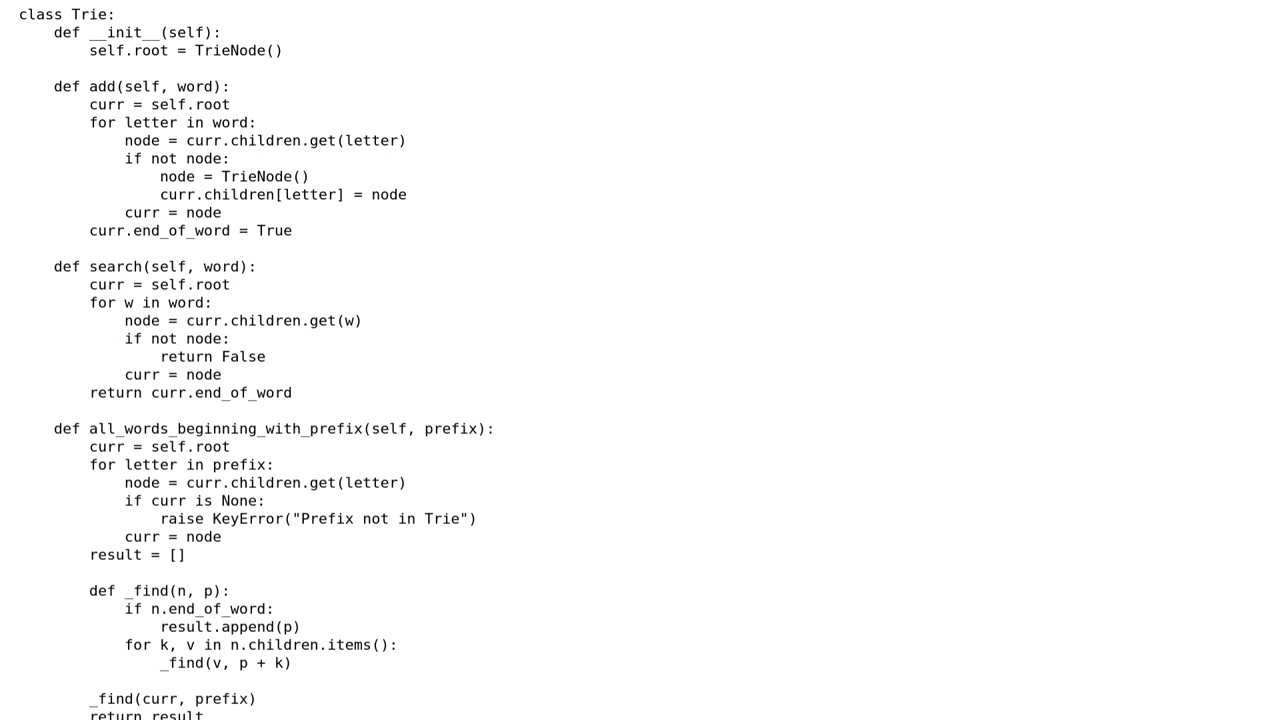 class Trie:
    def __init__(self):
        self.root = TrieNode()

    def add(self, word):
        curr = self.root
        for letter in word:
            node = curr.children.get(letter)
            if not node:
                node = TrieNode()
                curr.children[letter] = node
            curr = node
        curr.end_of_word = True

    def search(self, word):
        curr = self.root
        for w in word:
            node = curr.children.get(w)
            if not node:
                return False
            curr = node
        return curr.end_of_word

    def all_words_beginning_with_prefix(self, prefix):
        curr = self.root
        for letter in prefix:
            node = curr.children.get(letter)
            if curr is None:
                raise KeyError("Prefix not in Trie")
            curr = node
        result = []

        def _find(n, p):
            if n.end_of_word:
                result.append(p)
            for k, v in n.children.items():
                _find(v, p + k)

        _find(curr, prefix)
        return result